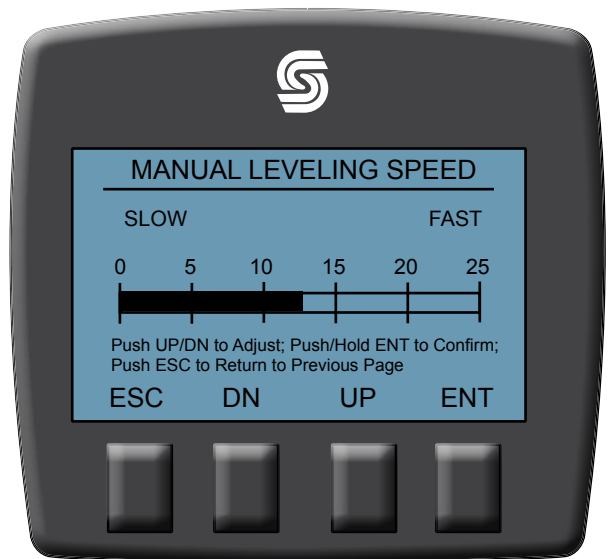 MANUAL LEVELING SPEED
SLOW FAST
0 5 10 15 20 25
Push UP/DN to Adjust; Push/Hold ENT to Confirm;
Push ESC to Return to Previous Page
ESC DN UP ENT